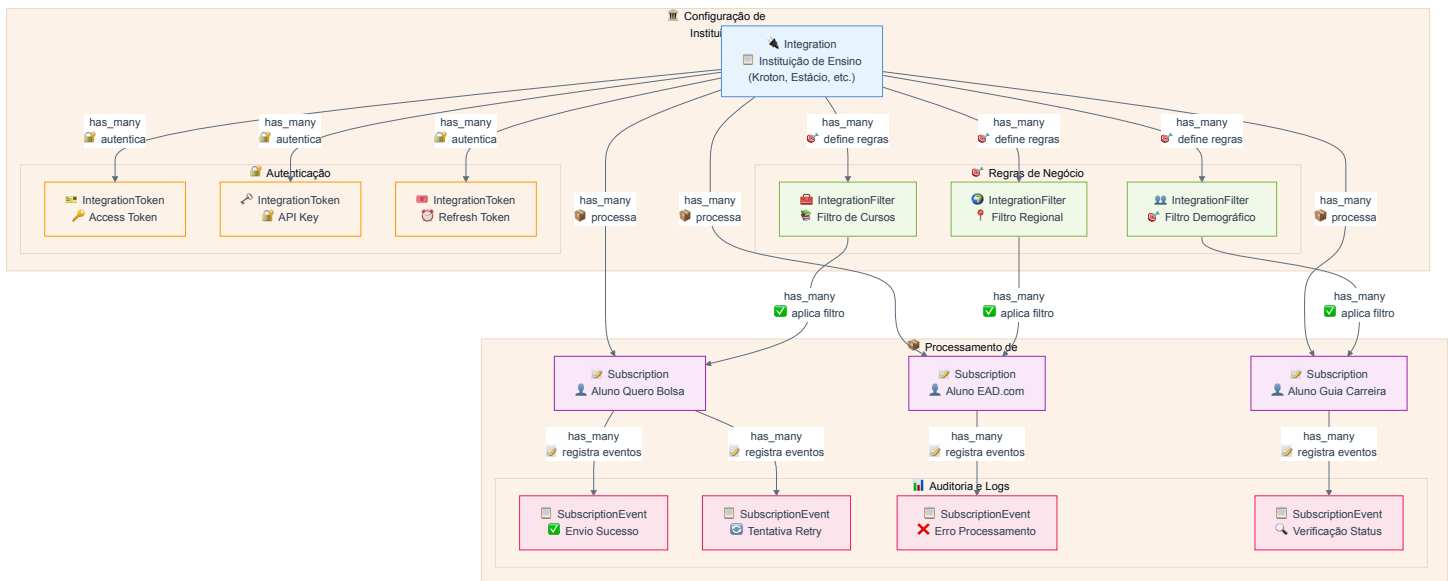 🏛️ Configuração de
Institui
🔌 Integration
📋 Instituição de Ensino
(Kroton, Estácio, etc.)
has_many
🔐 autentica
has_many
🔐 autentica
has_many
🔐 autentica
has_many
🎯 define regras
has_many
🎯 define regras
has_many
🎯 define regras
🔐 Autenticação
🎯 Regras de Negócio
🎫 IntegrationToken
🔑 Access Token
🗝️ IntegrationToken
🔐 API Key
🎟️ IntegrationToken
⏰ Refresh Token
has_many
📦 processa
has_many
📦 processa
🧰 IntegrationFilter
📚 Filtro de Cursos
🌍 IntegrationFilter
📍 Filtro Regional
👥 IntegrationFilter
🎯 Filtro Demográfico
has_many
📦 processa
has_many
✅ aplica filtro
has_many
✅ aplica filtro
has_many
✅ aplica filtro
📦 Processamento de
📝 Subscription
👤 Aluno Quero Bolsa
📝 Subscription
👤 Aluno EAD.com
📝 Subscription
👤 Aluno Guia Carreira
has_many
📝 registra eventos
has_many
📝 registra eventos
has_many
📝 registra eventos
has_many
📝 registra eventos
📊 Auditoria e Logs
📋 SubscriptionEvent
✅ Envio Sucesso
📋 SubscriptionEvent
🔄 Tentativa Retry
📋 SubscriptionEvent
❌ Erro Processamento
📋 SubscriptionEvent
🔍 Verificação Status